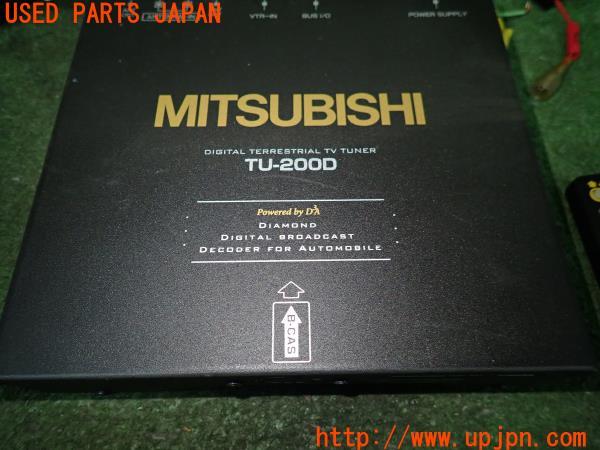 USED PARTS JAPAN
VTR-IN
BUS I/O
POWER SUPPLY
MITSUBISHI
DIGITAL TERRESTRIAL TV TUNER
TU-200D
Powered by D³A
DIAMOND
DIGITAL BROADCAST
DECODER FOR AUTOMOBILE
B-CAS
http://www.upjpn.com